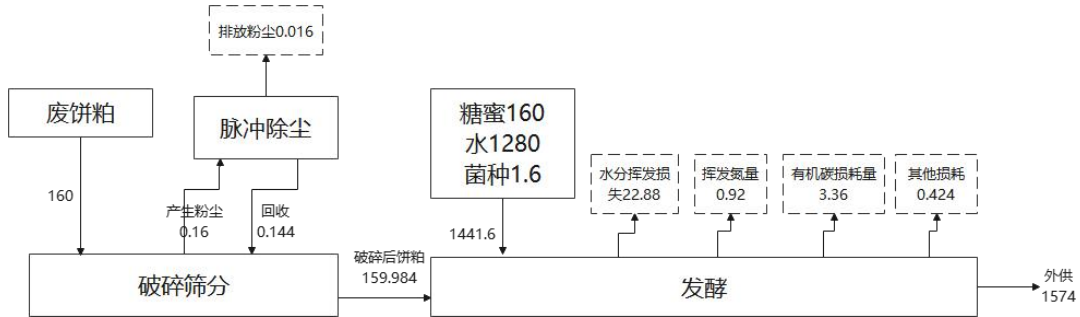 排放粉尘0.016
废饼粕
脉冲除尘
糖蜜160
水1280
菌种1.6
水分挥发损
失22.88
挥发氮量
0.92
有机碳损耗量
3.36
其他损耗
0.424
160
产生粉尘
0.16
回收
0.144
1441.6
破碎筛分
破碎后饼粕
159.984
发酵
外供
1574